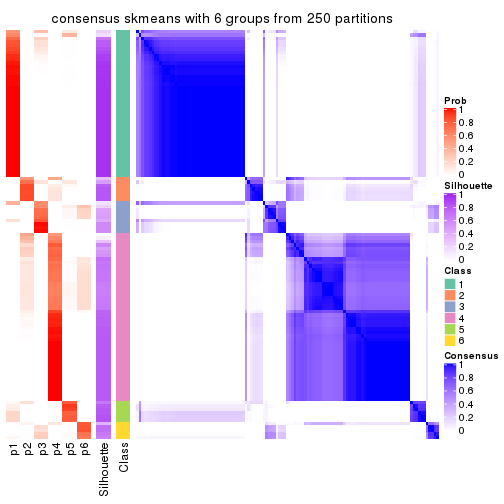 consensus skmeans with 6 groups from 250 partitions
Prob
1
0.8
0.6
0.4
0.2
0
Silhouette
1
0.8
0.6
0.4
0.2
0
Class
1
2
3
4
5
6
Consensus
1
0.8
0.6
0.4
0.2
0
p1
p2
p3
p4
p5
p6
Silhouette
Class